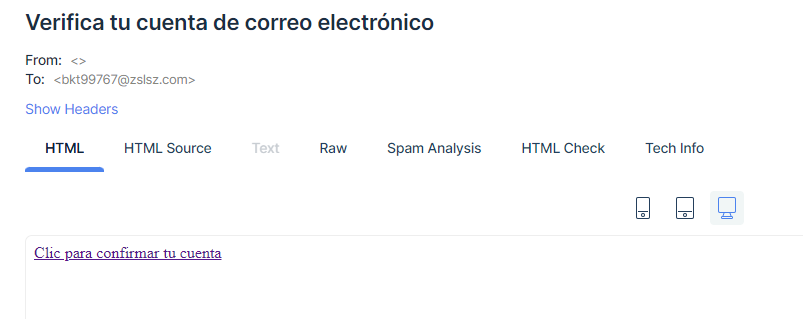 Verifica tu cuenta de correo electrónico
From: <>
To: <bkt99767@zslsz.com>
Show Headers
HTML HTML Source Text Raw Spam Analysis HTML Check Tech Info
Clic para confirmar tu cuenta